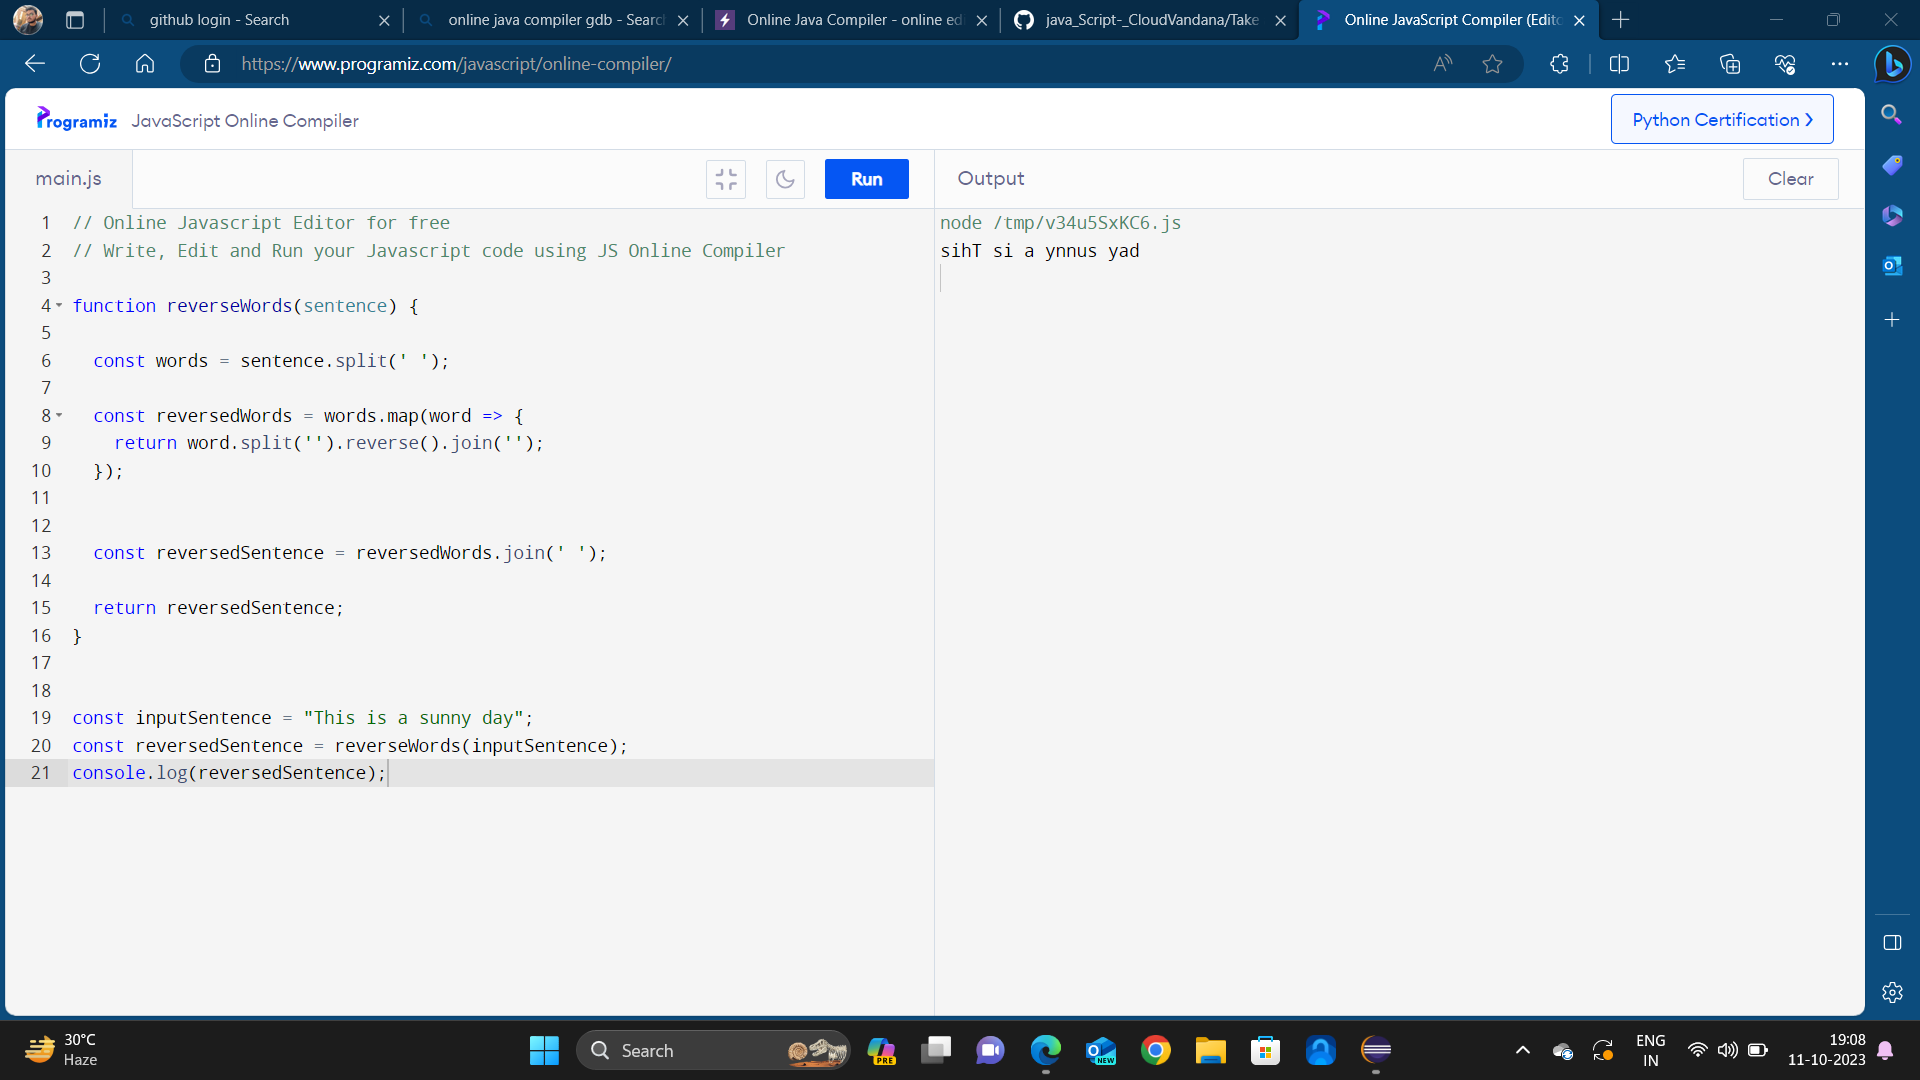 github login - Search
online java compiler gdb - Searc
Online Java Compiler - online ed
java_Script-_CloudVandana/Take
Online JavaScript Compiler (Edito
https://www.programiz.com/javascript/online-compiler/
Programiz JavaScript Online Compiler
Python Certification >
main.js
Run
Output
Clear
1 // Online Javascript Editor for free
2 // Write, Edit and Run your Javascript code using JS Online Compiler
3
4 function reverseWords(sentence) {
5
6 const words = sentence.split(' ');
7
8 const reversedWords = words.map(word => {
9 return word.split('').reverse().join('');
10 });
11
12
13 const reversedSentence = reversedWords.join(' ');
14
15 return reversedSentence;
16 }
17
18
19 const inputSentence = "This is a sunny day";
20 const reversedSentence = reverseWords(inputSentence);
21 console.log(reversedSentence);
node /tmp/v34u5SxKC6.js
sihT si a ynnus yad
30°C
Haze
Search
PRE
NEW
ENG
IN
19:08
11-10-2023